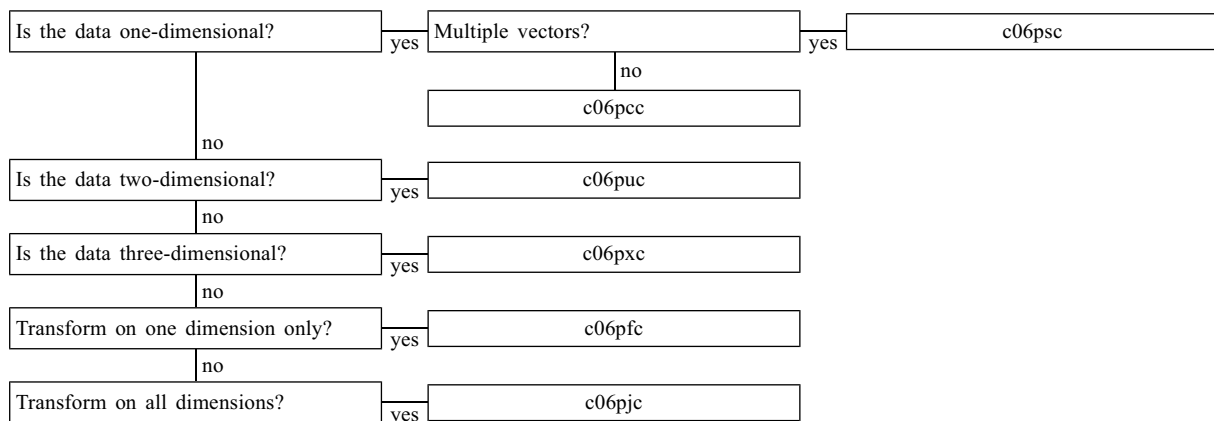 Is the data one-dimensional?
yes
Multiple vectors?
yes
c06psc
no
c06pcc
no
Is the data two-dimensional?
yes
c06puc
no
Is the data three-dimensional?
yes
c06pxc
no
Transform on one dimension only?
yes
c06pfc
no
Transform on all dimensions?
yes
c06pjc